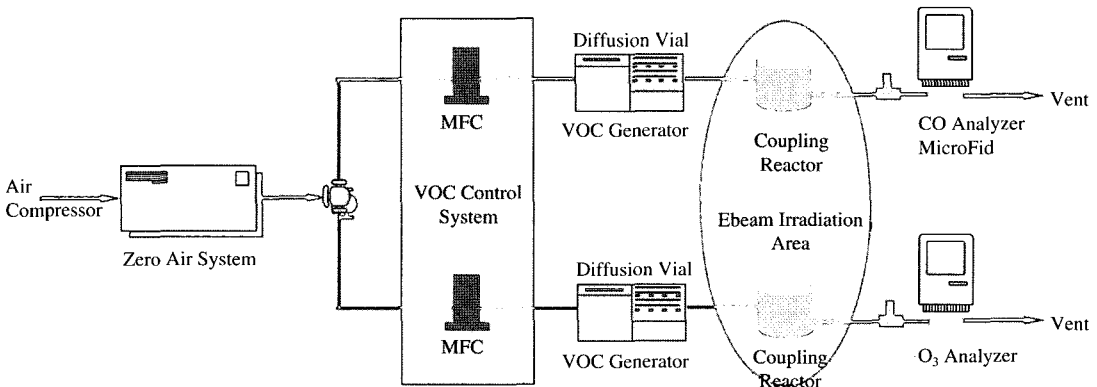 Air
Compressor
Zero Air System
MFC
VOC Control
System
MFC
Diffusion Vial
VOC Generator
Diffusion Vial
VOC Generator
Coupling
Reactor
Ebeam Irradiation
Area
Coupling
Reactor
CO Analyzer
MicroFid
Vent
O₃ Analyzer
Vent